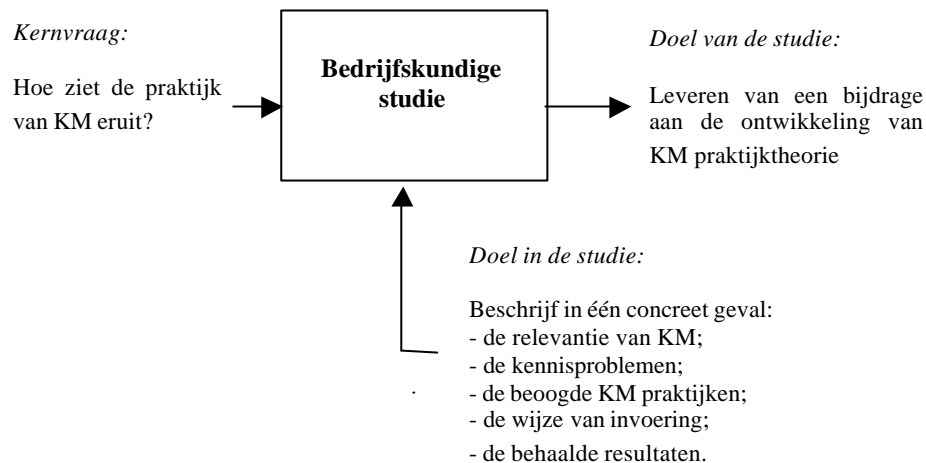 Kernvraag:
Hoe ziet de praktijk
van KM eruit?
Bedrijfskundige
studie
Doel van de studie:
Leveren van een bijdrage
aan de ontwikkeling van
KM praktijktheorie
Doel in de studie:
Beschrijf in één concreet geval:
- de relevantie van KM;
- de kennisproblemen;
- de beoogde KM praktijken;
- de wijze van invoering;
- de behaalde resultaten.